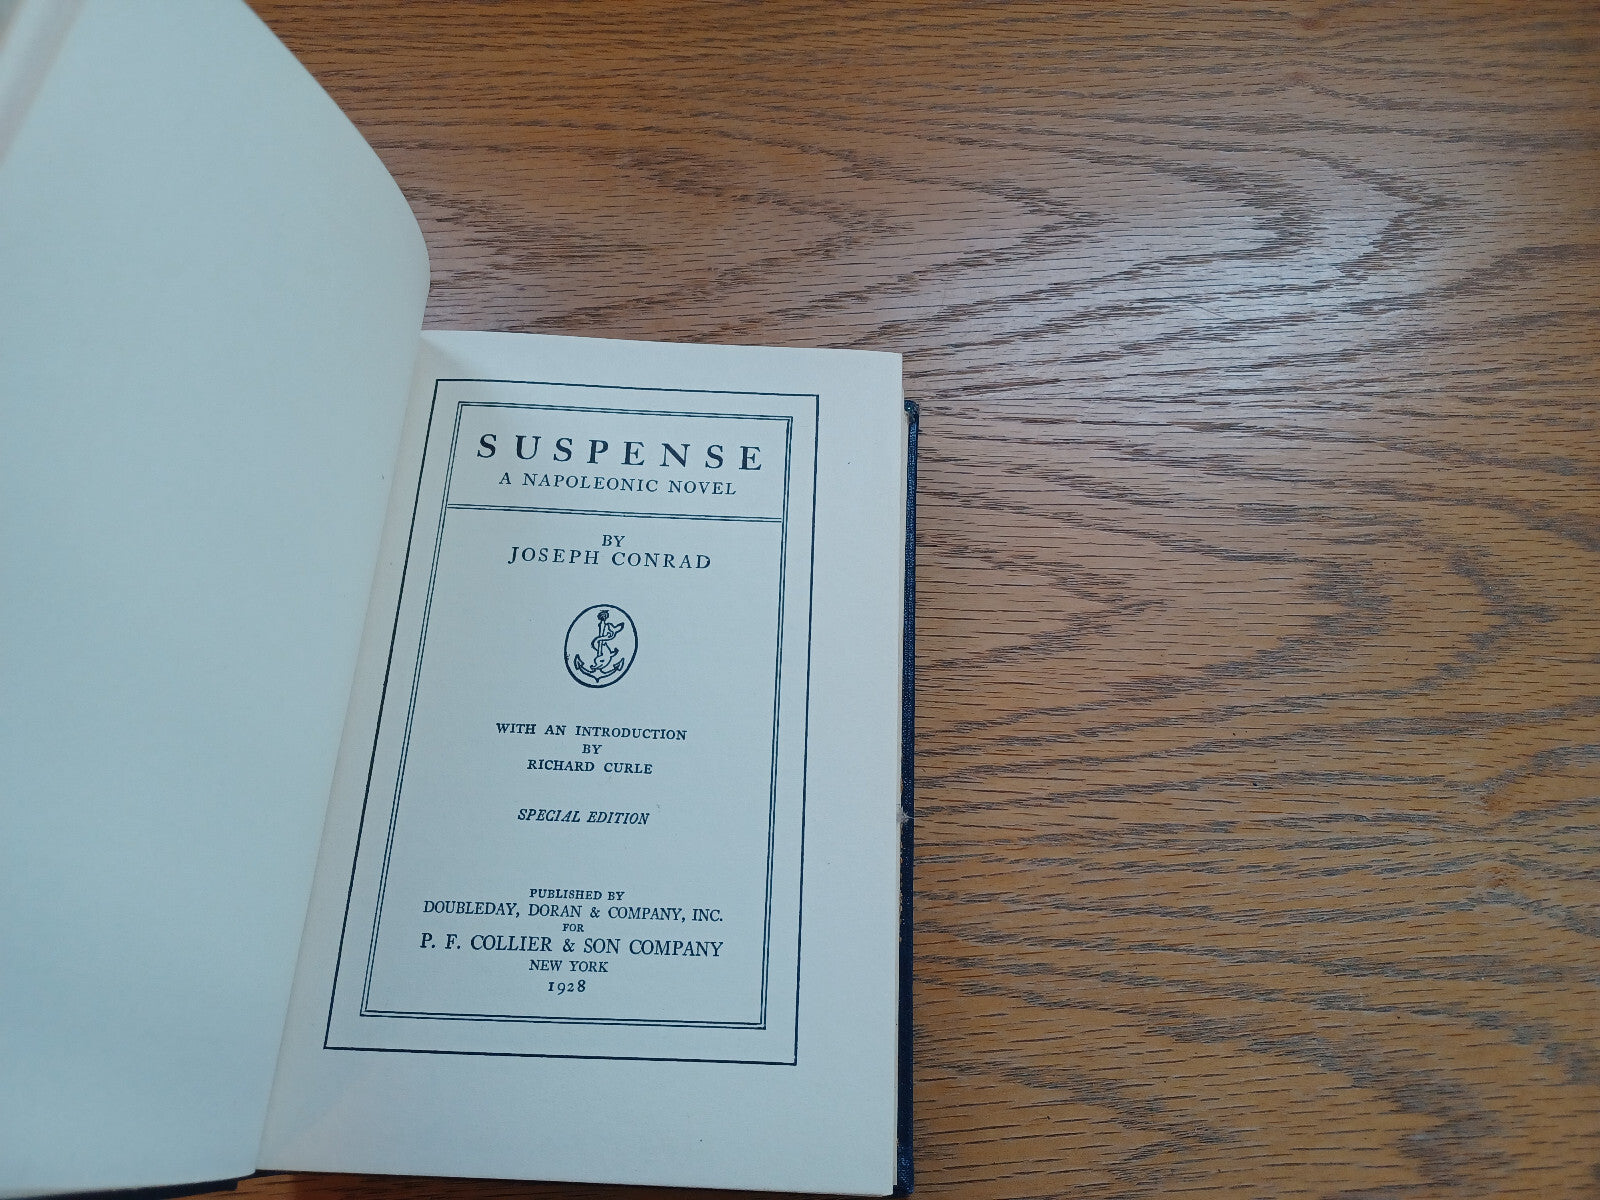 SUSPENSE
A NAPOLEONIC NOVEL
BY
JOSEPH CONRAD
WITH AN INTRODUCTION
BY
RICHARD CURLE
SPECIAL EDITION
PUBLISHED BY
DOUBLEDAY, DORAN & COMPANY, INC.
FOR
P. F. COLLIER & SON COMPANY
NEW YORK
1928